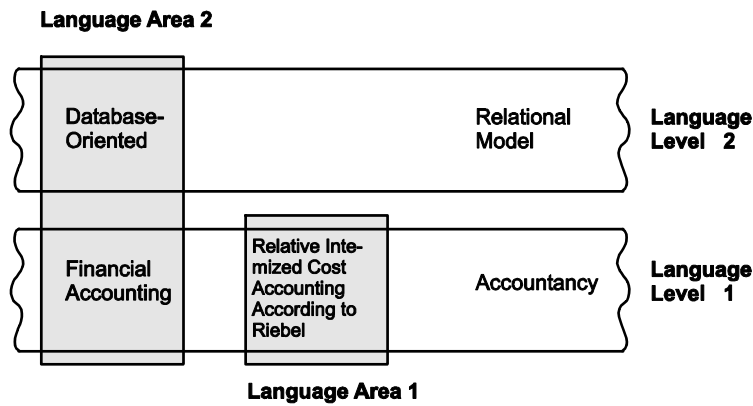 Language Area 2
Database-
Oriented
Relational
Model
Language
Level 2
Financial
Accounting
Relative Inte-
mized Cost
Accounting
According to
Riebel
Accountancy
Language
Level 1
Language Area 1